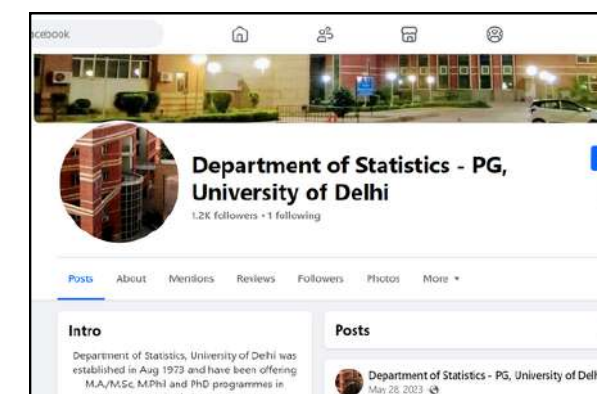 acebook
Department of Statistics - PG,
University of Delhi
1.2K followers • 1 following
Posts About Mentions Reviews Followers Photos More
Intro
Department of Statistics, University of Delhi was
established in Aug 1973 and have been offering
M.A./M.Sc, M.Phil and PhD programmes in
Posts
Department of Statistics - PG, University of Delh
May 28, 2023